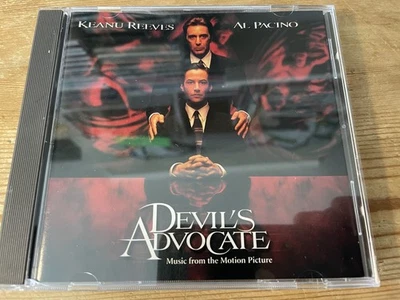 KEANU REEVES AL PACINO
DEVIL'S
ADVOCATE
Music from the Motion Picture